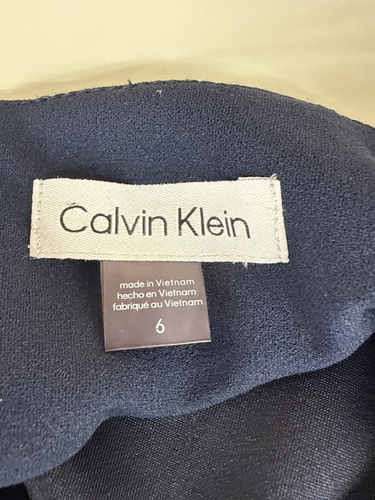 Calvin Klein
made in Vietnam
hecho en Vietnam
fabriqué au Vietnam
6